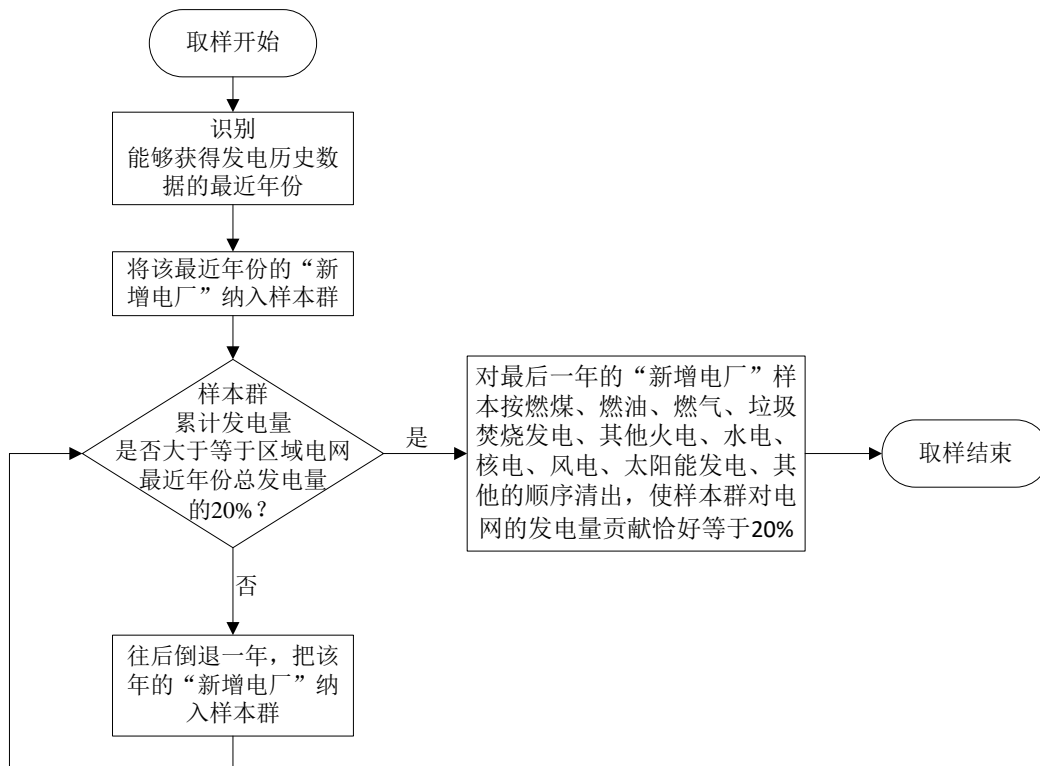 取样开始
识别
能够获得发电历史数
据的最近年份
将该最近年份的“新
增电厂”纳入样本群
样本群
累计发电量
是否大于等于区域电网
最近年份总发电量
的20%？
是
对最后一年的“新增电厂”样
本按燃煤、燃油、燃气、垃圾
焚烧发电、其他火电、水电、
核电、风电、太阳能发电、其
他的顺序清出，使样本群对电
网的发电量贡献恰好等于20%
取样结束
否
往后倒退一年，把该
年的“新增电厂”纳
入样本群